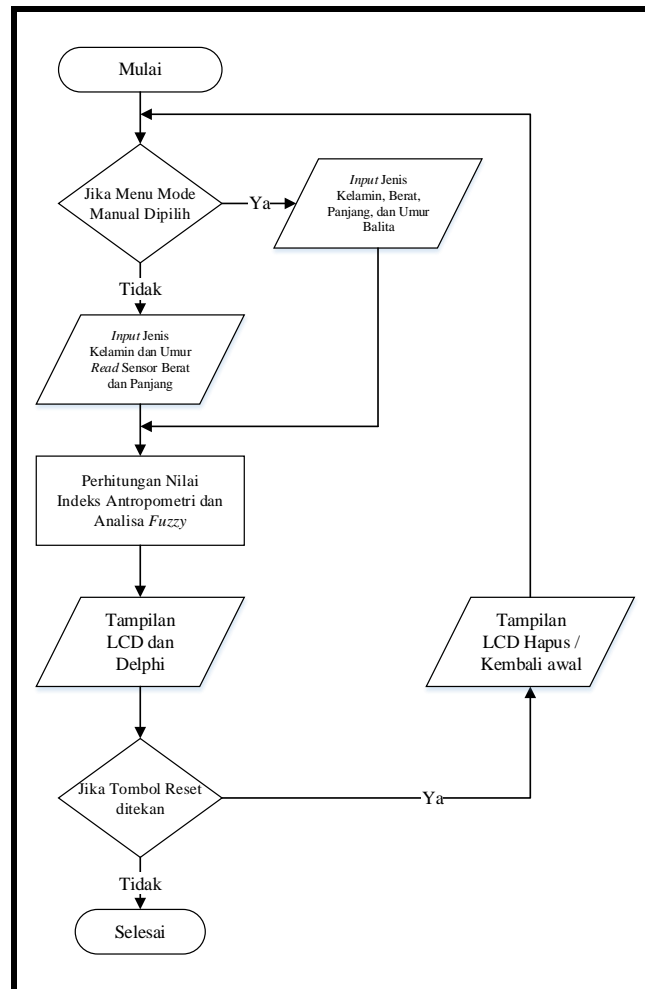 Mulai
Jika Menu Mode
Manual Dipilih
Ya
Input Jenis
Kelamin, Berat,
Panjang, dan Umur
Balita
Tidak
Input Jenis
Kelamin dan Umur
Read Sensor Berat
dan Panjang
Perhitungan Nilai
Indeks Antropometri dan
Analisa Fuzzy
Tampilan
LCD dan
Delphi
Tampilan
LCD Hapus /
Kembali awal
Jika Tombol Reset
ditekan
Ya
Tidak
Selesai